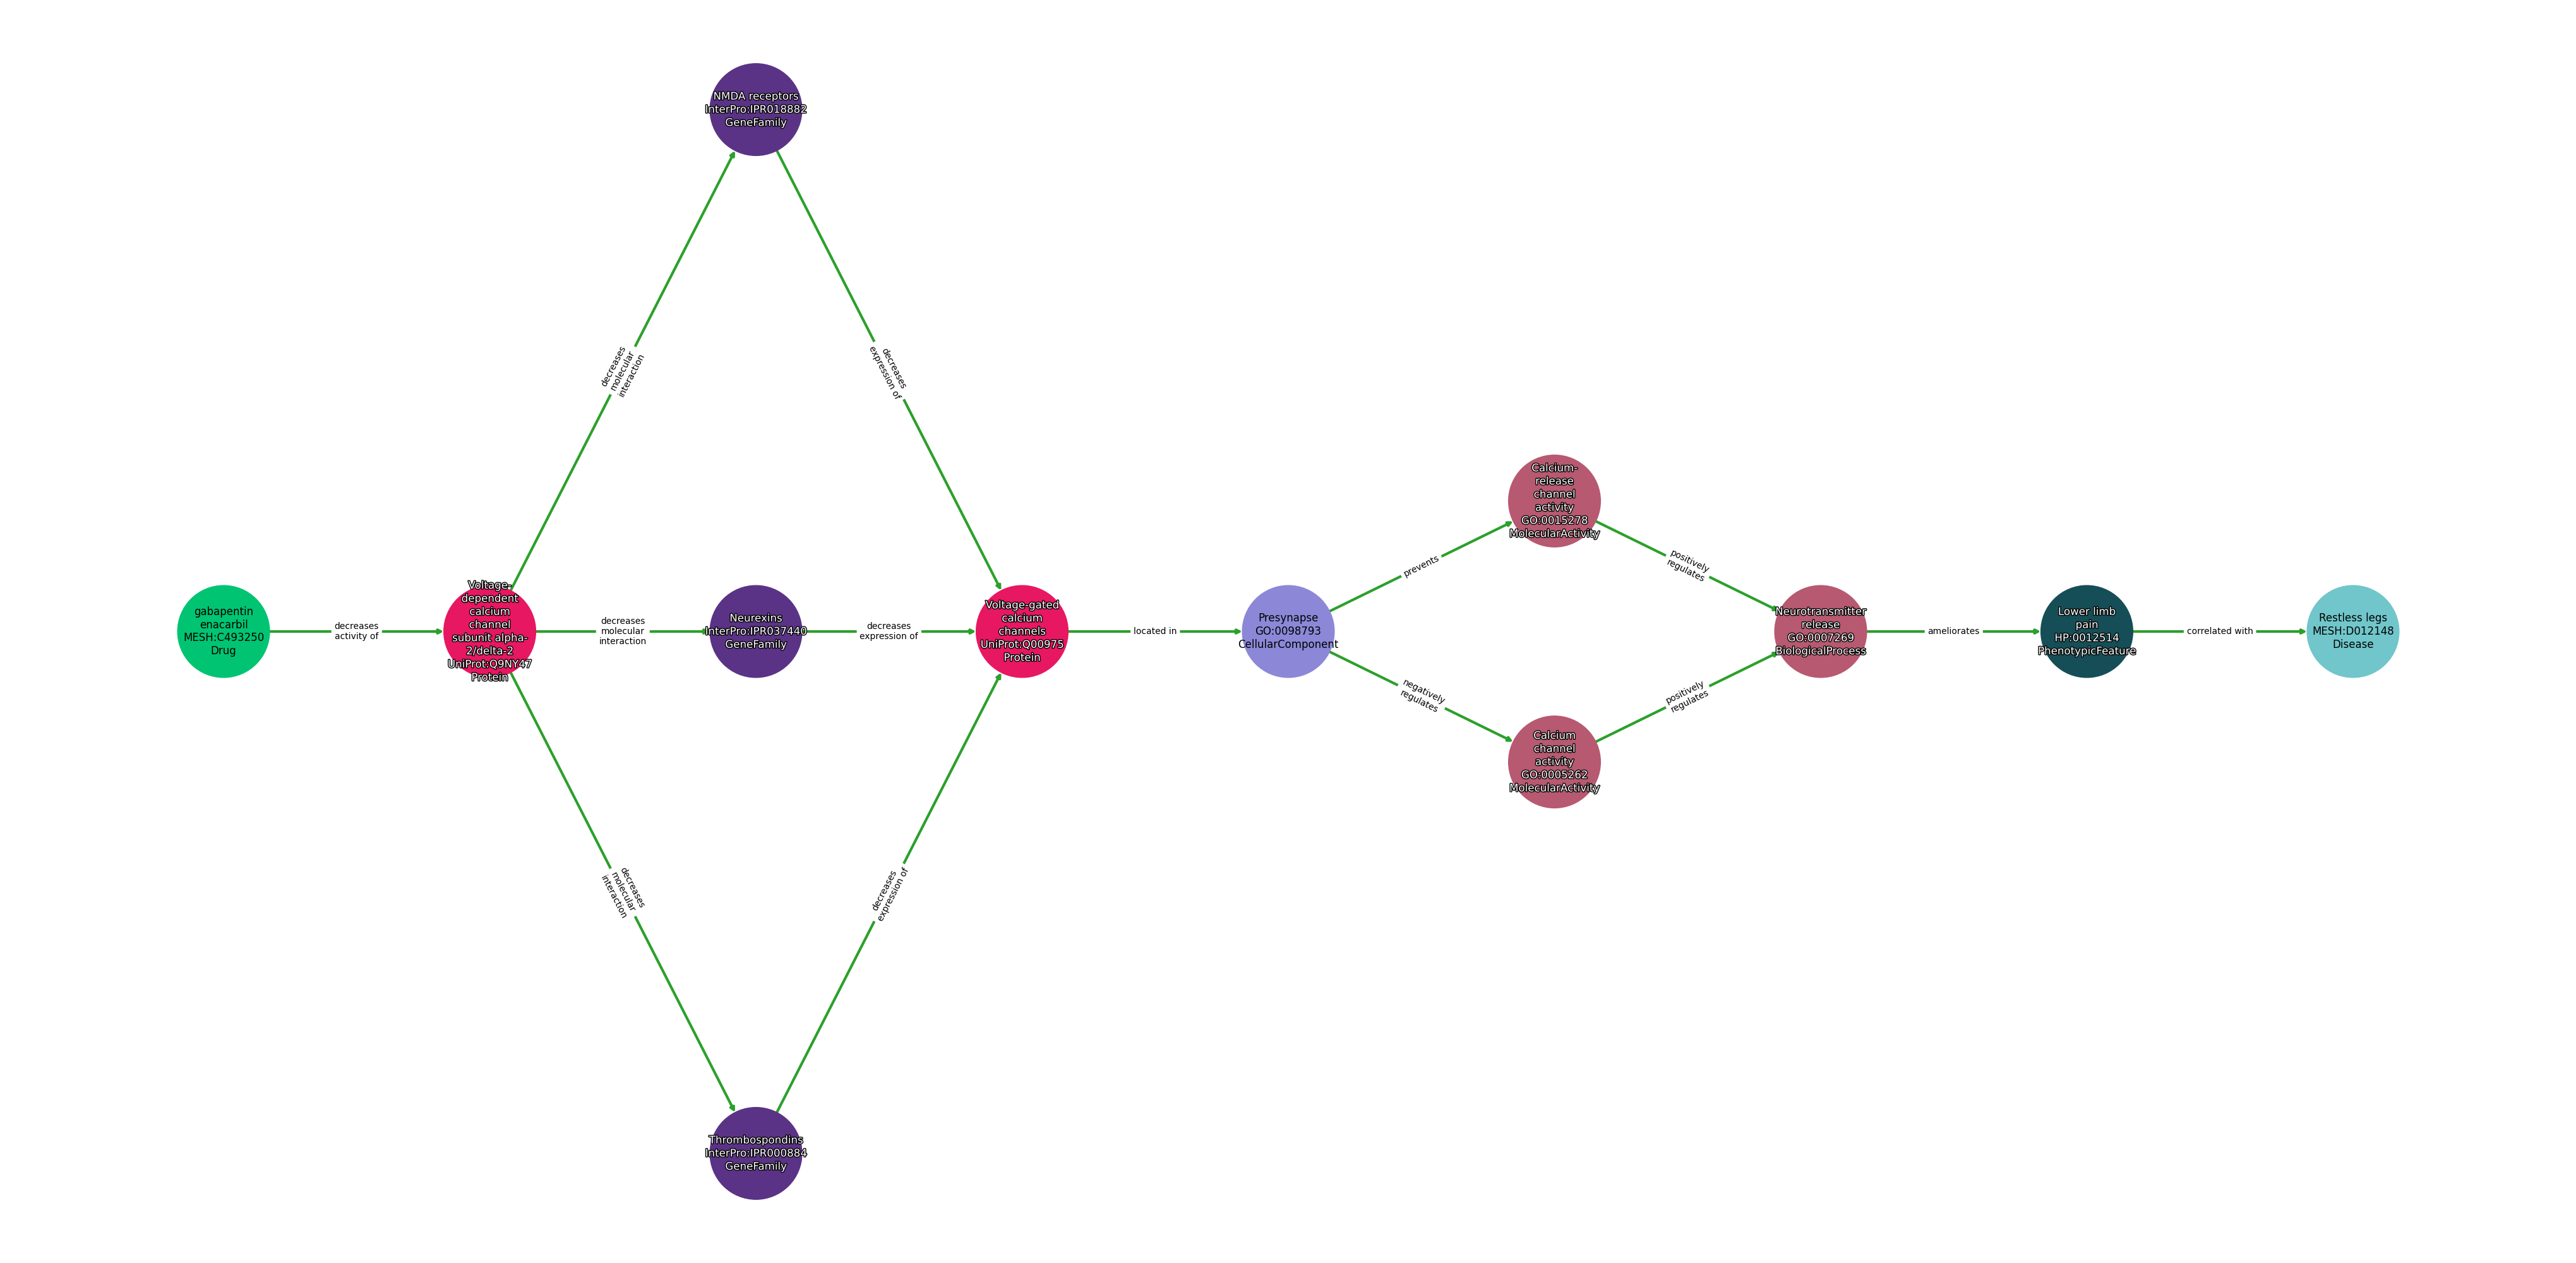 NMDA receptors
InterPro:IPR018882
GeneFamily
decreases
molecular
interaction
decreases
expression of
gabapentin
enacarbil
MESH:C493250
Drug
decreases
activity of
Voltage-
dependent
calcium
channel
subunit alpha-
2/delta-2
UniProt:Q9NY47
Protein
decreases
molecular
interaction
Neurexins
InterPro:IPR037440
GeneFamily
decreases
expression of
Voltage-gated
calcium
channels
UniProt:Q00975
Protein
located in
Presynapse
GO:0098793
CellularComponent
prevents
Calcium-
release
channel
activity
GO:0015278
MolecularActivity
positively
regulates
negatively
regulates
Calcium
channel
activity
GO:0005262
MolecularActivity
positively
regulates
Neurotransmitter
release
GO:0007269
BiologicalProcess
ameliorates
Lower limb
pain
HP:0012514
PhenotypicFeature
correlated with
Restless legs
MESH:D012148
Disease
decreases
molecular
interaction
decreases
expression of
Thrombospondins
InterPro:IPR000884
GeneFamily